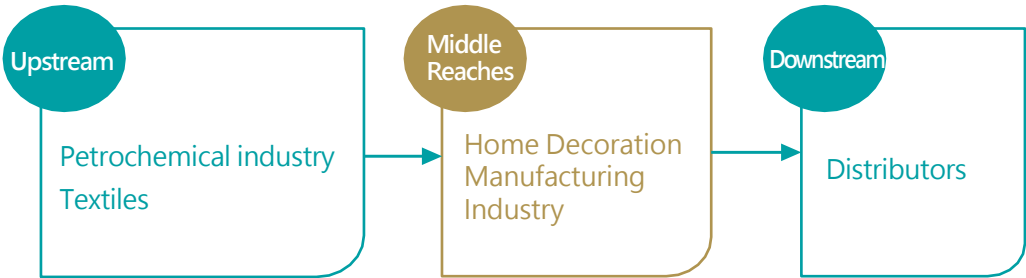 Upstream
Petrochemical industry
Textiles
Middle
Reaches
Home Decoration
Manufacturing
Industry
Downstream
Distributors